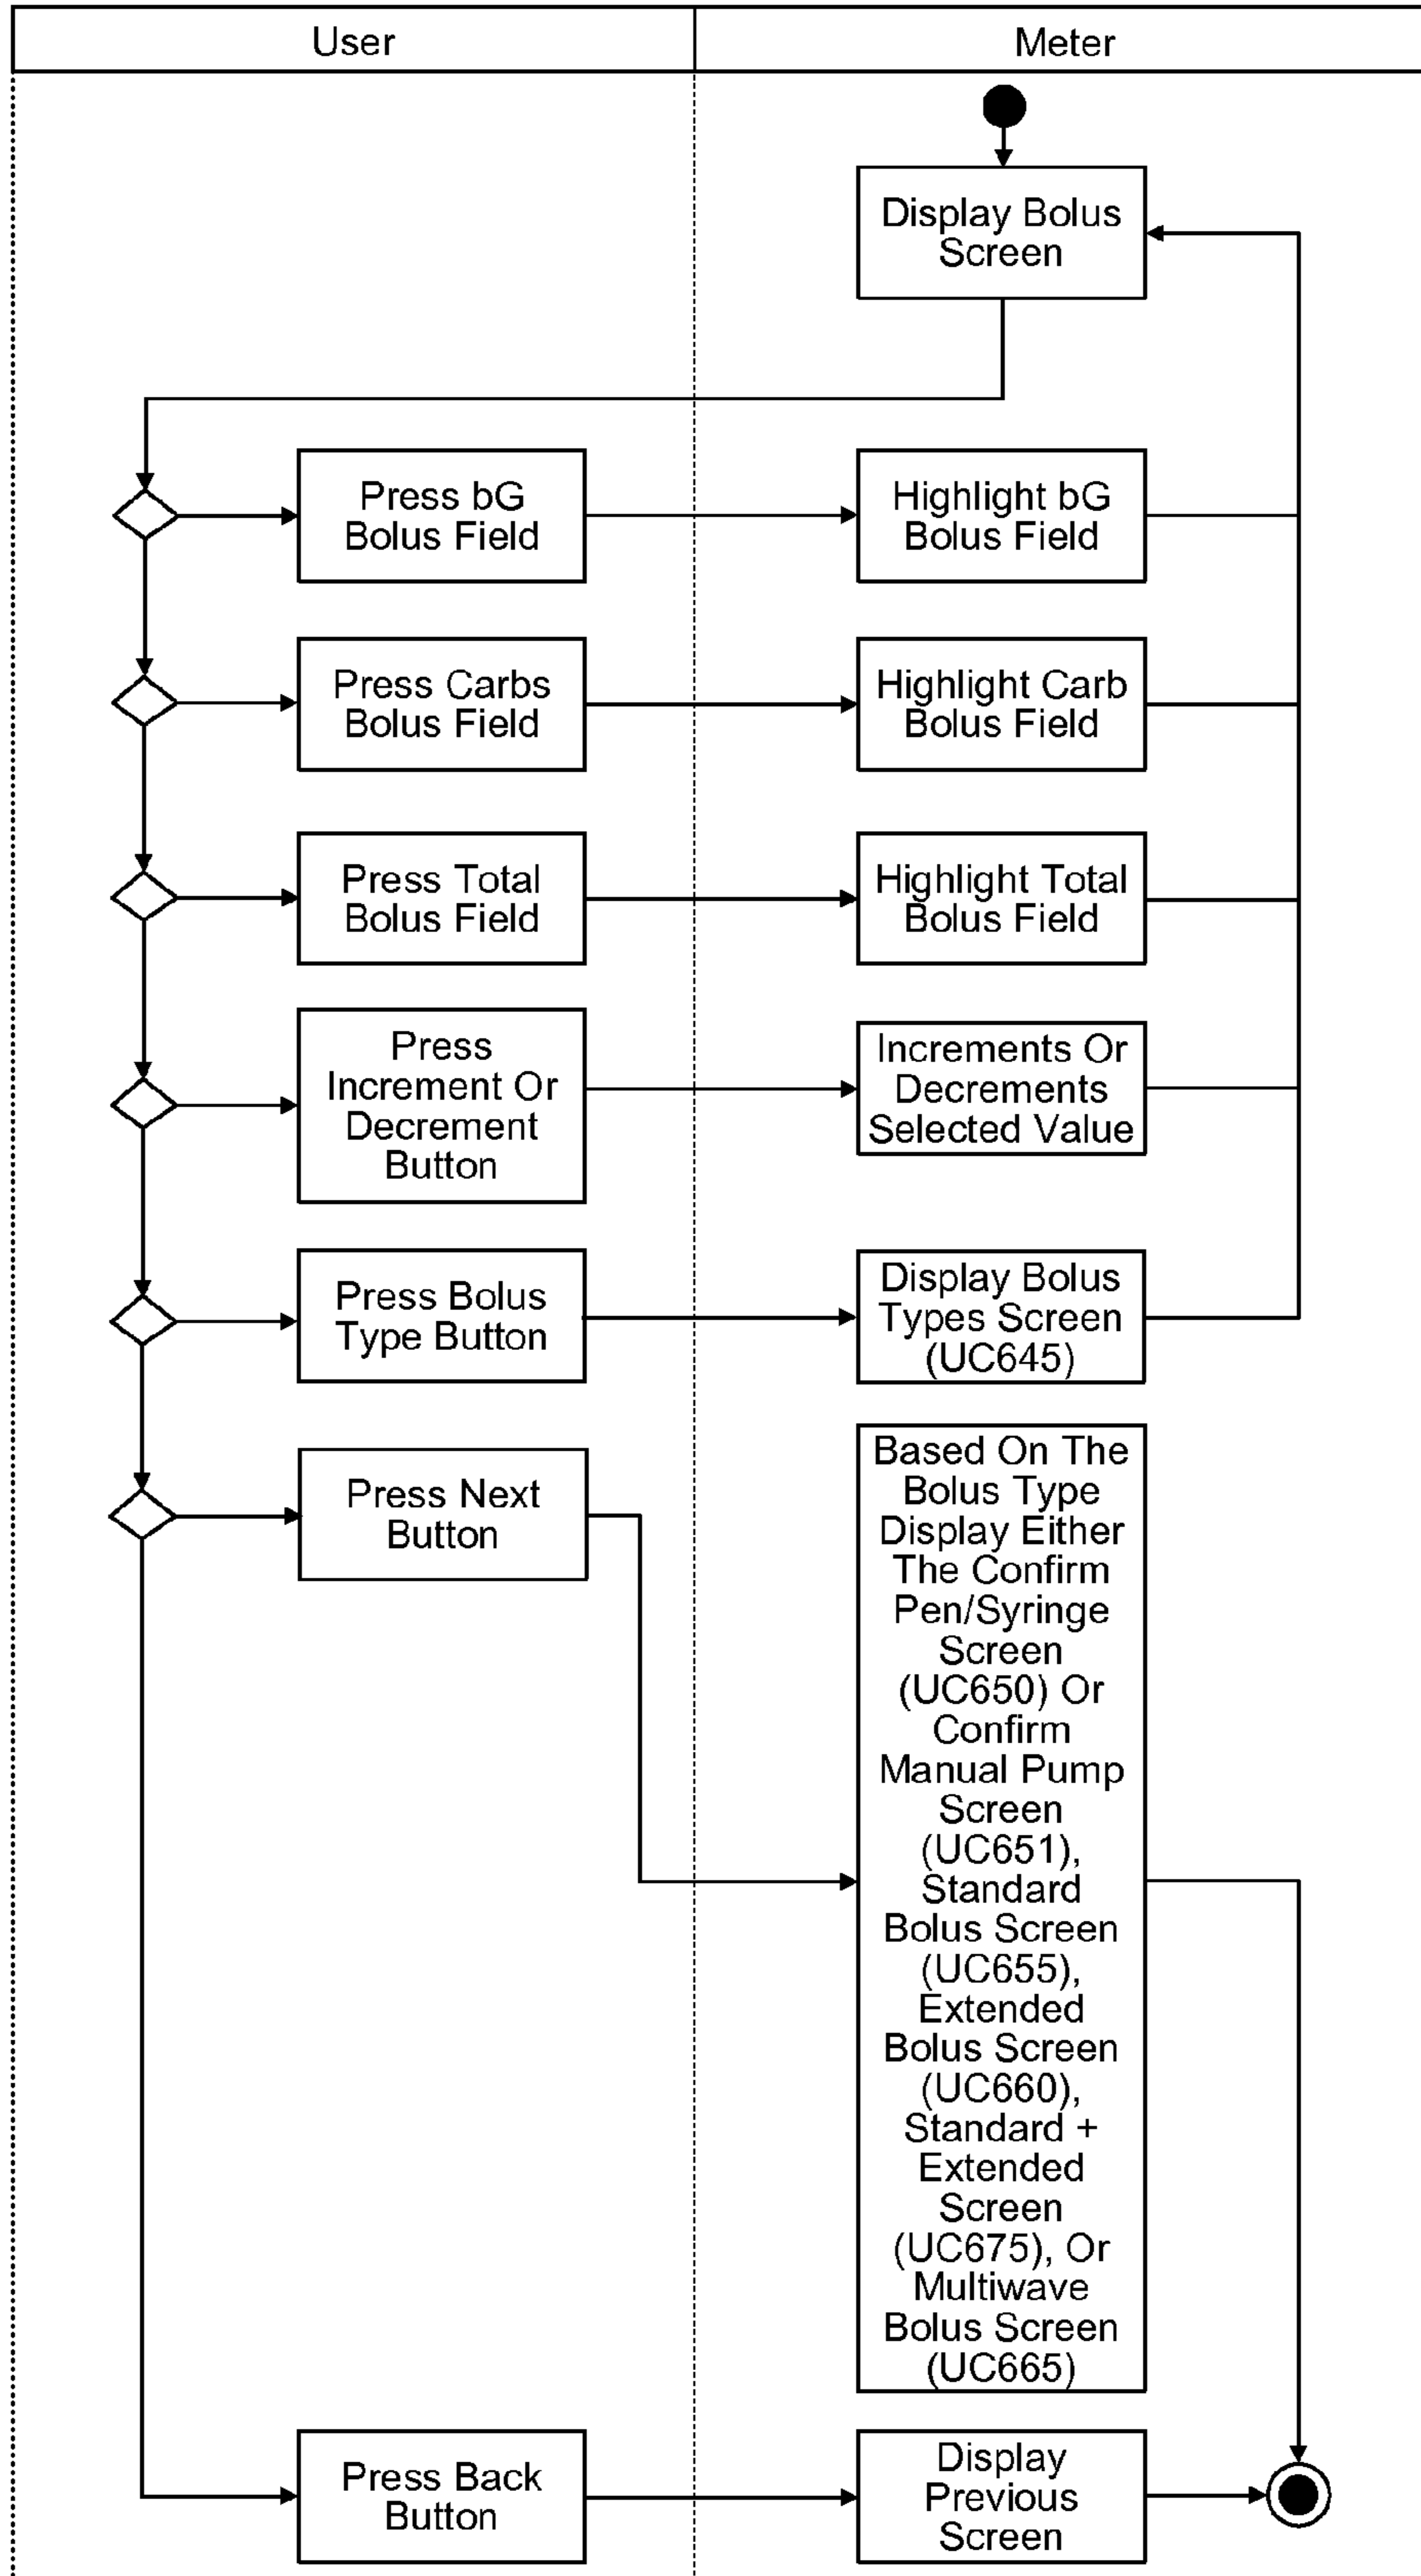 User
Meter
Display Bolus
Screen
Press bG
Bolus Field
Highlight bG
Bolus Field
Press Carbs
Bolus Field
Highlight Carb
Bolus Field
Press Total
Bolus Field
Highlight Total
Bolus Field
Press
Increment Or
Decrement
Button
Increments Or
Decrements
Selected Value
Press Bolus
Type Button
Display Bolus
Types Screen
(UC645)
Press Next
Button
Based On The
Bolus Type
Display Either
The Confirm
Pen/Syringe
Screen
(UC650) Or
Confirm
Manual Pump
Screen
(UC651),
Standard
Bolus Screen
(UC655),
Extended
Bolus Screen
(UC660),
Standard +
Extended
Screen
(UC675), Or
Multiwave
Bolus Screen
(UC665)
Press Back
Button
Display
Previous
Screen